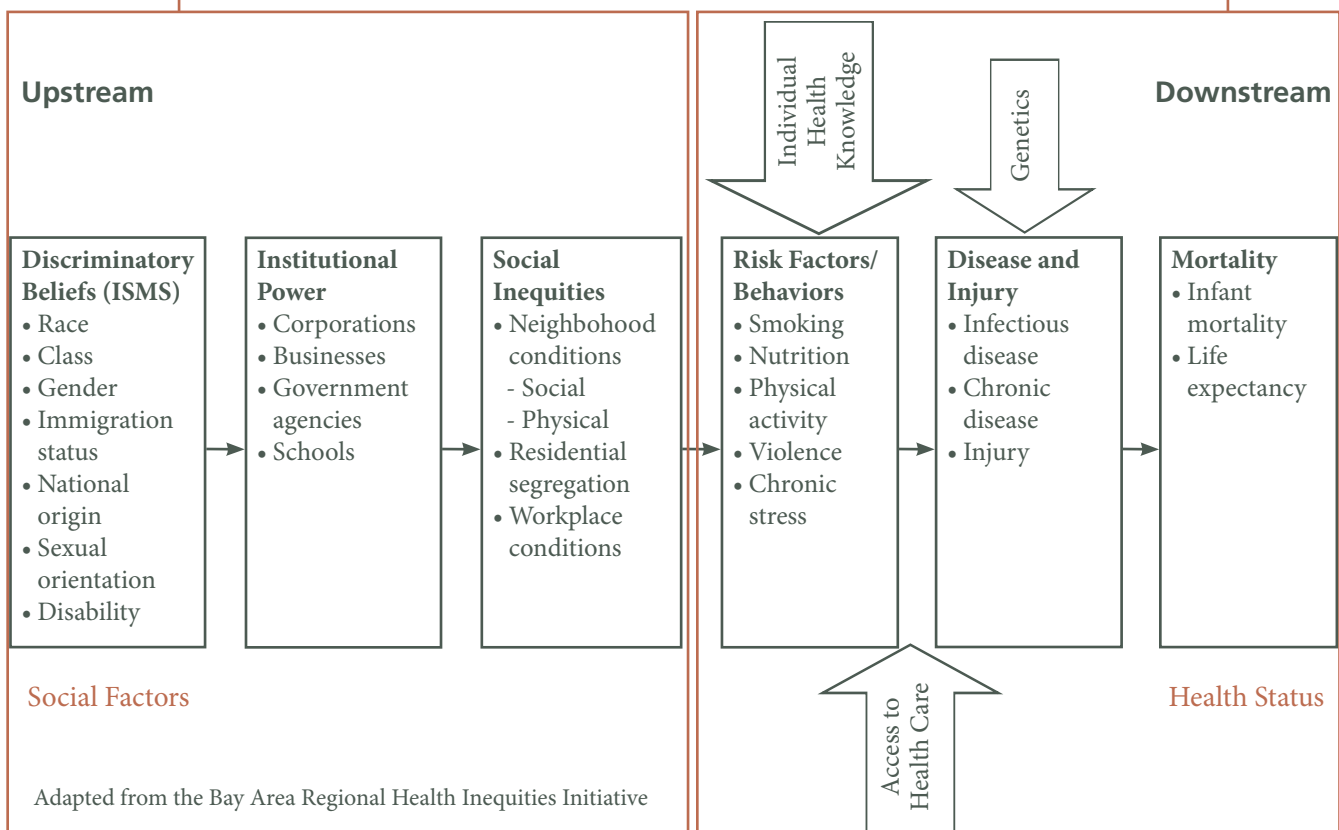 Upstream
Downstream
Individual
Health
Knowledge
Genetics
Discriminatory
Beliefs (ISMS)
• Race
• Class
• Gender
• Immigration
status
• National
origin
• Sexual
orientation
• Disability
Institutional
Power
• Corporations
• Businesses
• Government
agencies
• Schools
Social
Inequities
• Neighbohood
conditions
- Social
- Physical
• Residential
segregation
• Workplace
conditions
Risk Factors/
Behaviors
• Smoking
• Nutrition
• Physical
activity
• Violence
• Chronic
stress
Disease and
Injury
• Infectious
disease
• Chronic
disease
• Injury
Mortality
• Infant
mortality
• Life
expectancy
Social Factors
Access to
Health Care
Health Status
Adapted from the Bay Area Regional Health Inequities Initiative